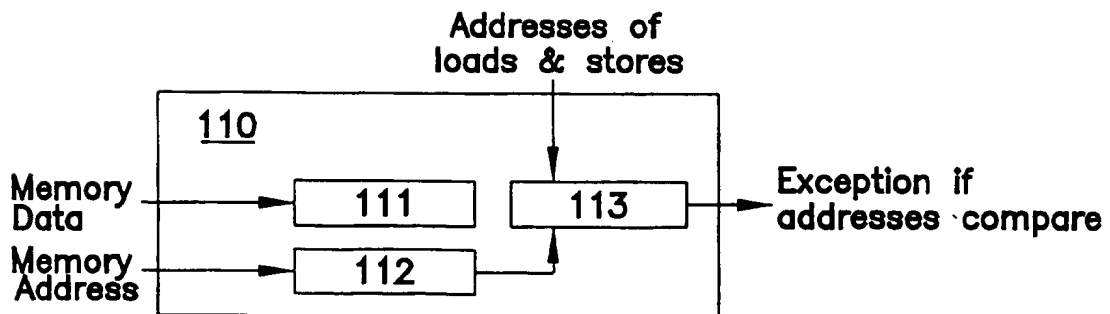 Addresses of
loads & stores
110
Memory
Data
111
113
Exception if
addresses compare
Memory
Address
112